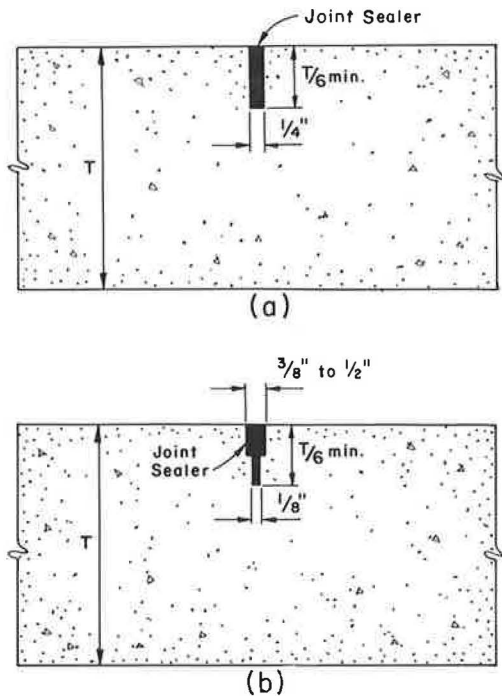 Joint Sealer
T/6 min.
1/4"
T
(a)
3/8" to 1/2"
Joint
Sealer
T/6 min.
1/8"
T
(b)